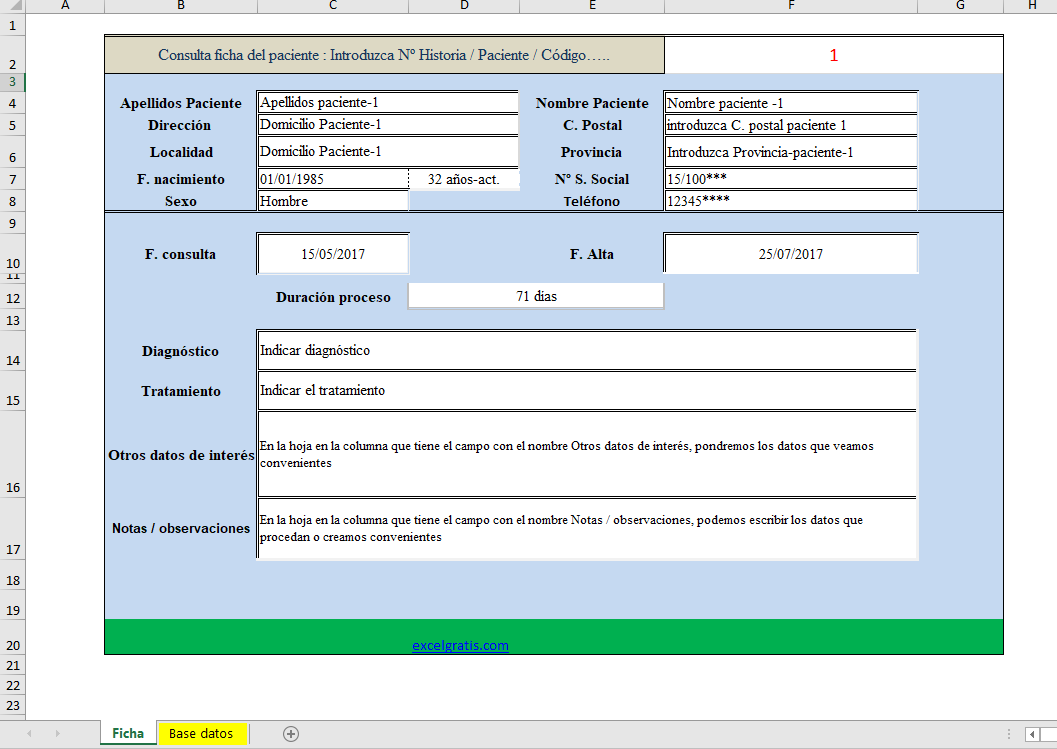 A B C D E F G H
1
2 Consulta ficha del paciente : Introduzca Nº Historia / Paciente / Código….. 1
3
4 Apellidos Paciente Apellidos paciente-1 Nombre Paciente Nombre paciente -1
5 Dirección Domicilio Paciente-1 C. Postal introduzca C. postal paciente 1
6 Localidad Domicilio Paciente-1 Provincia Introduzca Provincia-paciente-1
7 F. nacimiento 01/01/1985 32 años-act. Nº S. Social 15/100***
8 Sexo Hombre Teléfono 12345****
9
10 F. consulta 15/05/2017 F. Alta 25/07/2017
11
12 Duración proceso 71 dias
13
14 Diagnóstico Indicar diagnóstico
15 Tratamiento Indicar el tratamiento
16 Otros datos de interés En la hoja en la columna que tiene el campo con el nombre Otros datos de interés, pondremos los datos que veamos
convenientes
17 Notas / observaciones En la hoja en la columna que tiene el campo con el nombre Notas / observaciones, podemos escribir los datos que
procedan o creamos convenientes
18
19
20 excelgratis.com
21
22
23
Ficha Base datos